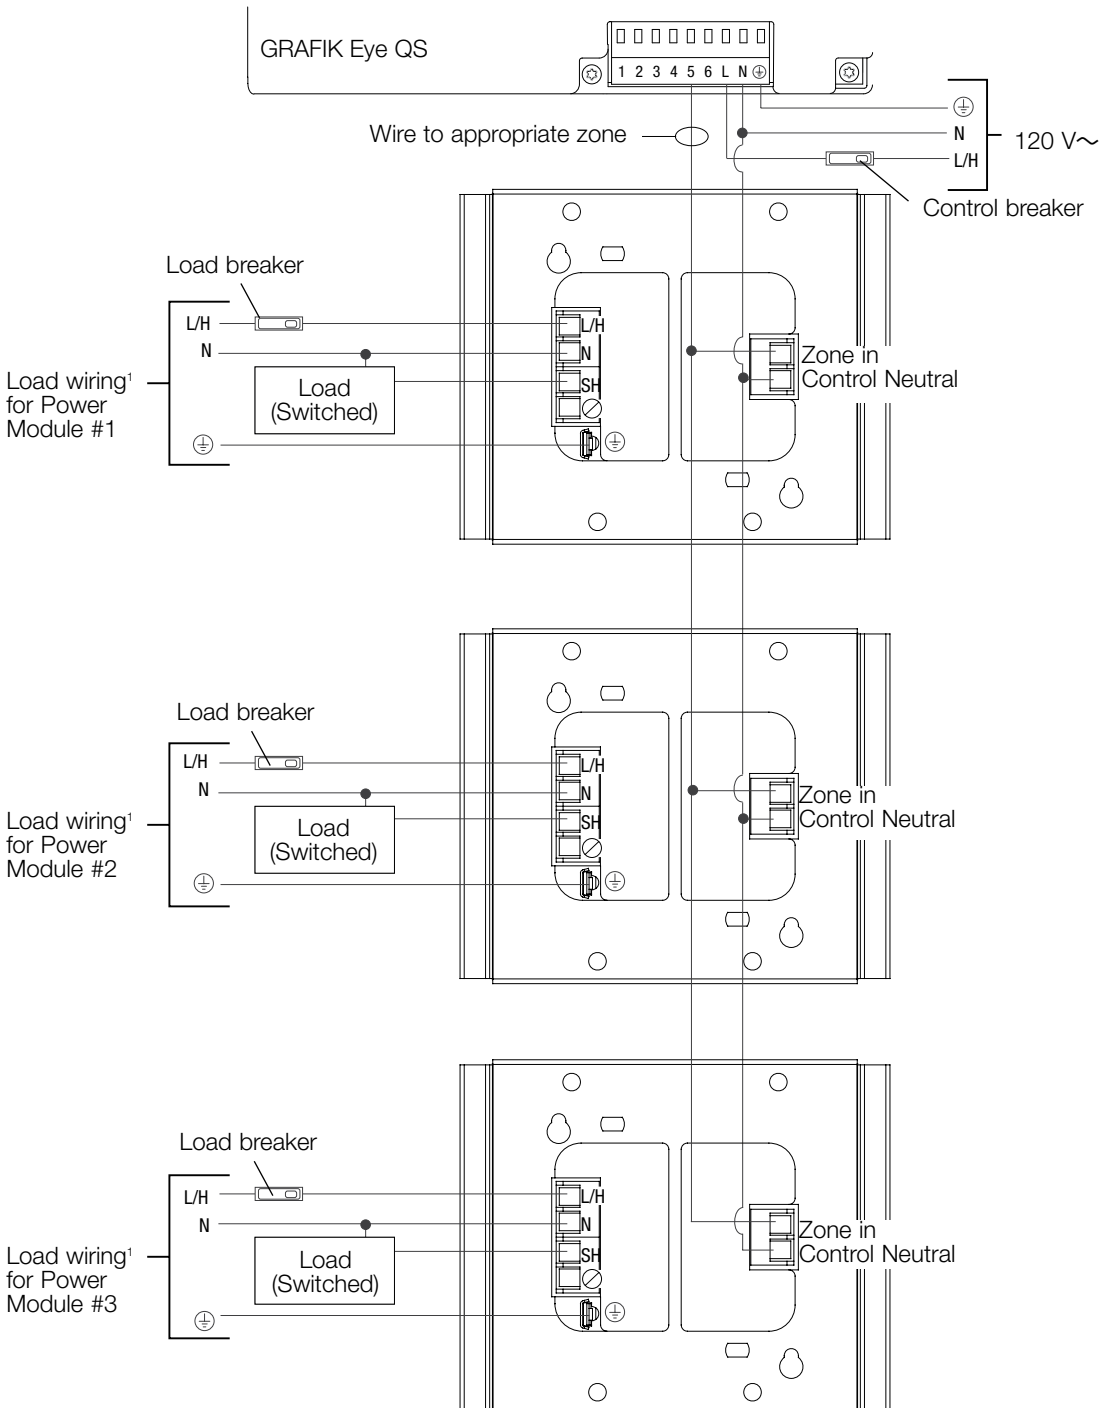 GRAFIK Eye QS
1 2 3 4 5 6 L N
Wire to appropriate zone
N
L/H
120 V~
Control breaker
Load breaker
L/H
N
Load wiring¹
for Power
Module #1
Load
(Switched)
L/H
N
SH
Zone in
Control Neutral
Load breaker
L/H
N
Load wiring¹
for Power
Module #2
Load
(Switched)
L/H
N
SH
Zone in
Control Neutral
Load breaker
L/H
N
Load wiring¹
for Power
Module #3
Load
(Switched)
L/H
N
SH
Zone in
Control Neutral